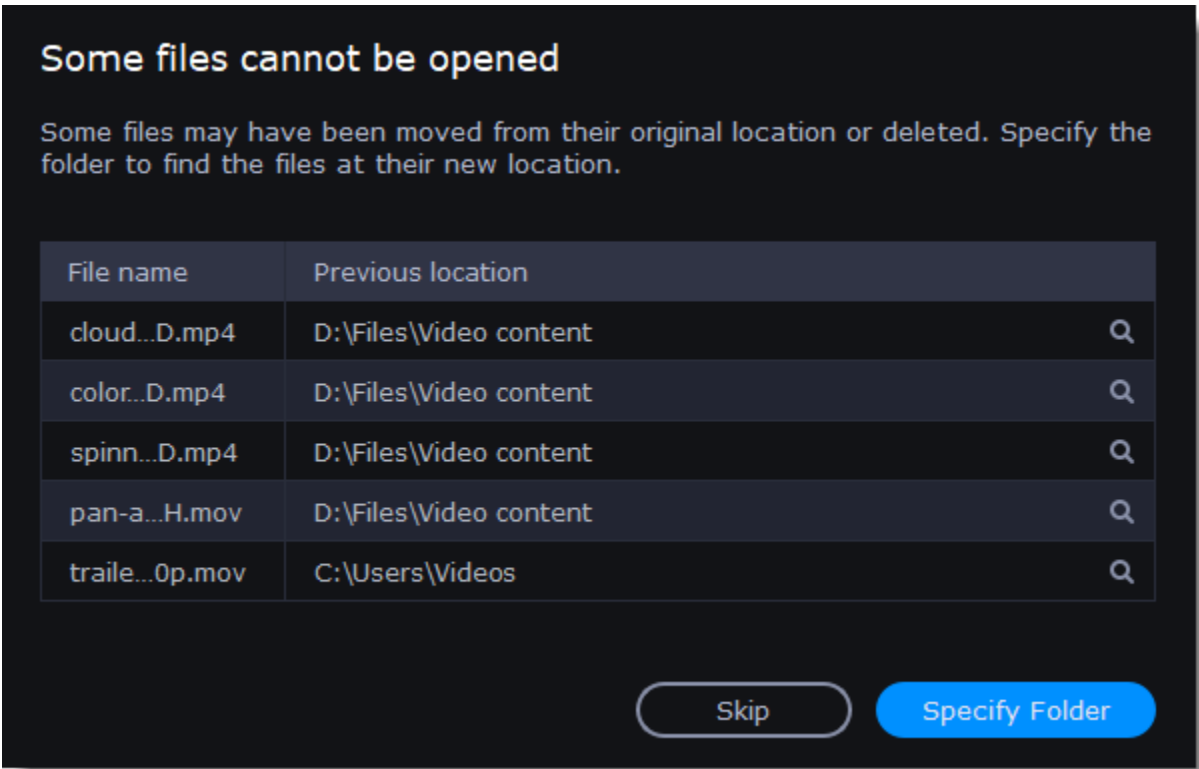 Some files cannot be opened
Some files may have been moved from their original location or deleted. Specify the
folder to find the files at their new location.
File name Previous location
cloud...D.mp4 D:\Files\Video content
color...D.mp4 D:\Files\Video content
spinn...D.mp4 D:\Files\Video content
pan-a...H.mov D:\Files\Video content
traile...0p.mov C:\Users\Videos
Skip Specify Folder